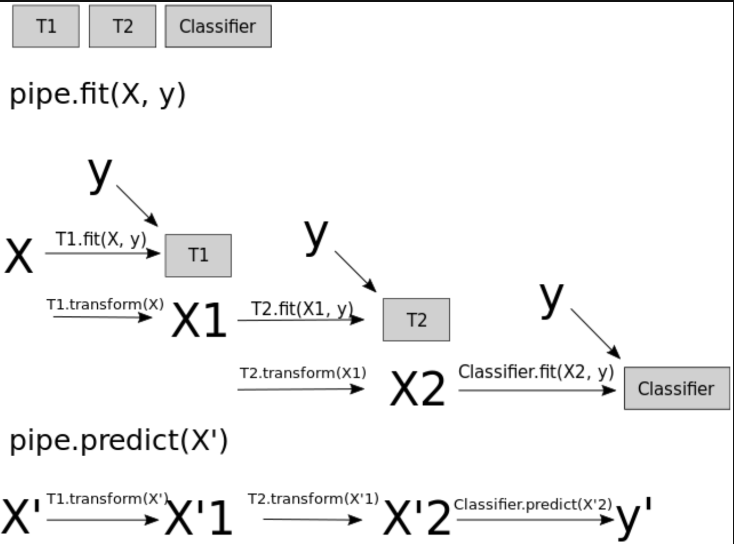 T1 T2 Classifier
pipe.fit(X, y)
y
X T1.fit(X, y) T1
y
T1.transform(X) X1 T2.fit(X1, y) T2
y
T2.transform(X1) X2 Classifier.fit(X2, y) Classifier
pipe.predict(X')
X' T1.transform(X') X'1 T2.transform(X'1) X'2 Classifier.predict(X'2) y'